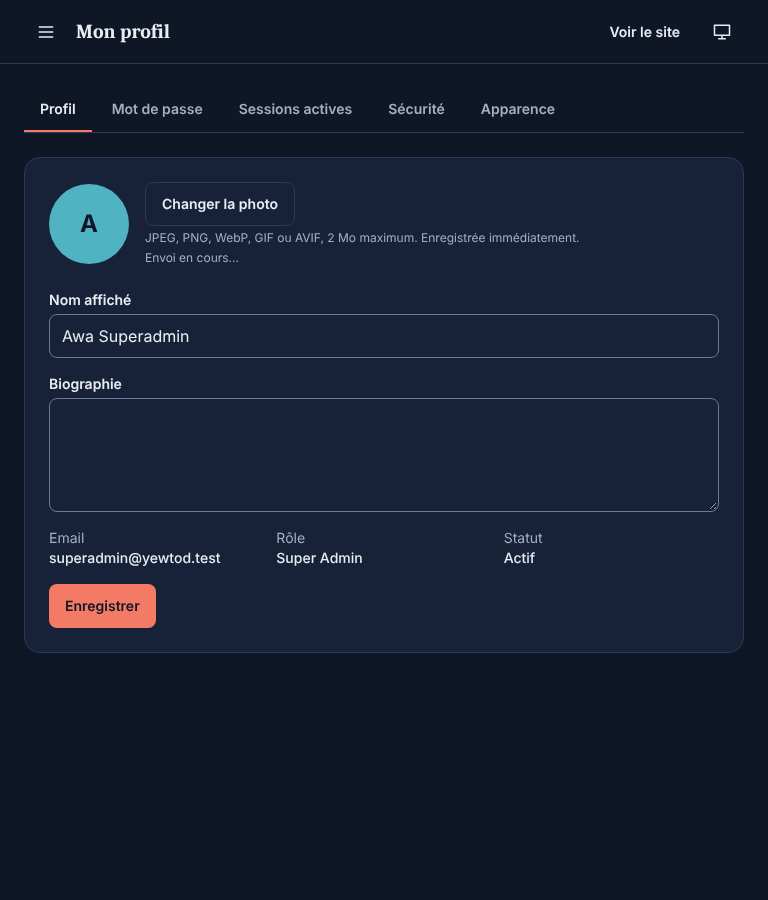 Mon profil
Voir le site
Profil
Mot de passe
Sessions actives
Sécurité
Apparence
A
Changer la photo
JPEG, PNG, WebP, GIF ou AVIF, 2 Mo maximum. Enregistrée immédiatement.
Envoi en cours…
Nom affiché
Awa Superadmin
Biographie
Email
superadmin@yewtod.test
Rôle
Super Admin
Statut
Actif
Enregistrer